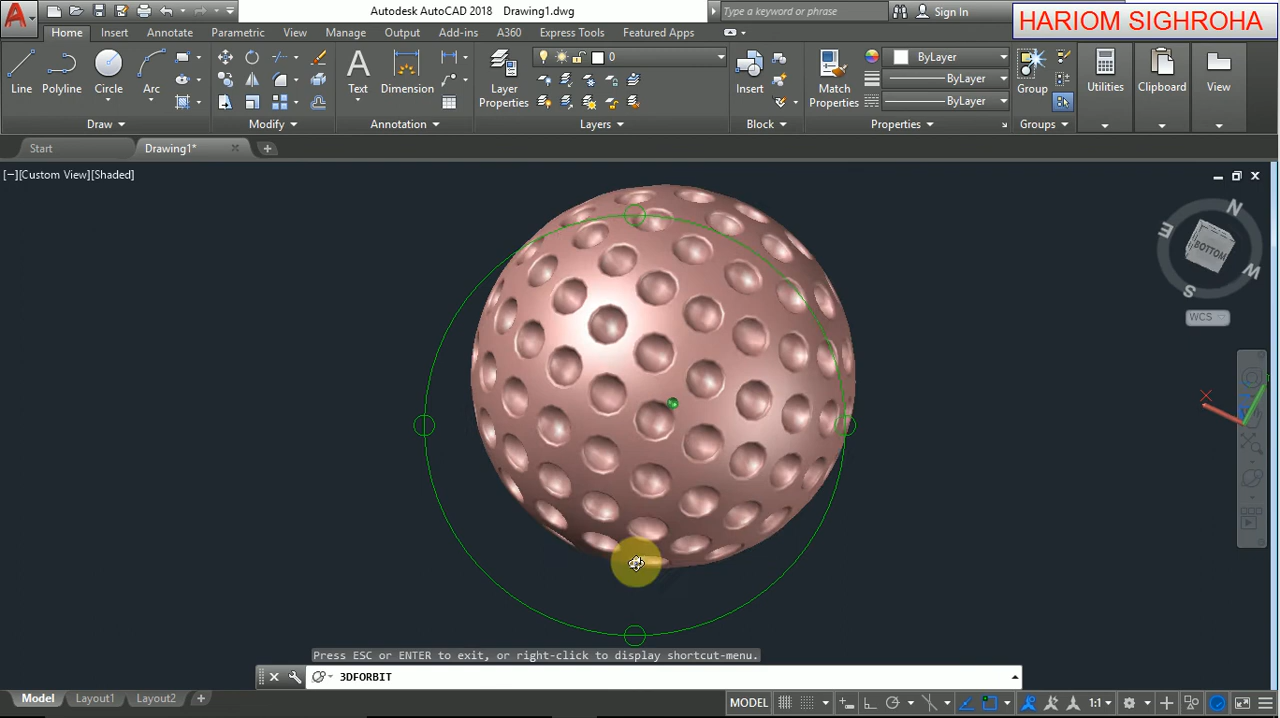 Autodesk AutoCAD 2018 Drawing1.dwg
Type a keyword or phrase
Sign In
HARIOM SIGHROHA
Home Insert Annotate Parametric View Manage Output Add-ins A360 Express Tools Featured Apps
Line Polyline Circle Arc
Text Dimension
Layer Properties
0
Insert
Match Properties
ByLayer
ByLayer
ByLayer
Group
Utilities
Clipboard
View
Draw Modify Annotation Layers Block Properties Groups
Start Drawing1*
[−][Custom View][Shaded]
N
E
BOTTOM
W
S
WCS
Press ESC or ENTER to exit, or right-click to display shortcut-menu.
3DFORBIT
Model Layout1 Layout2
MODEL
1:1